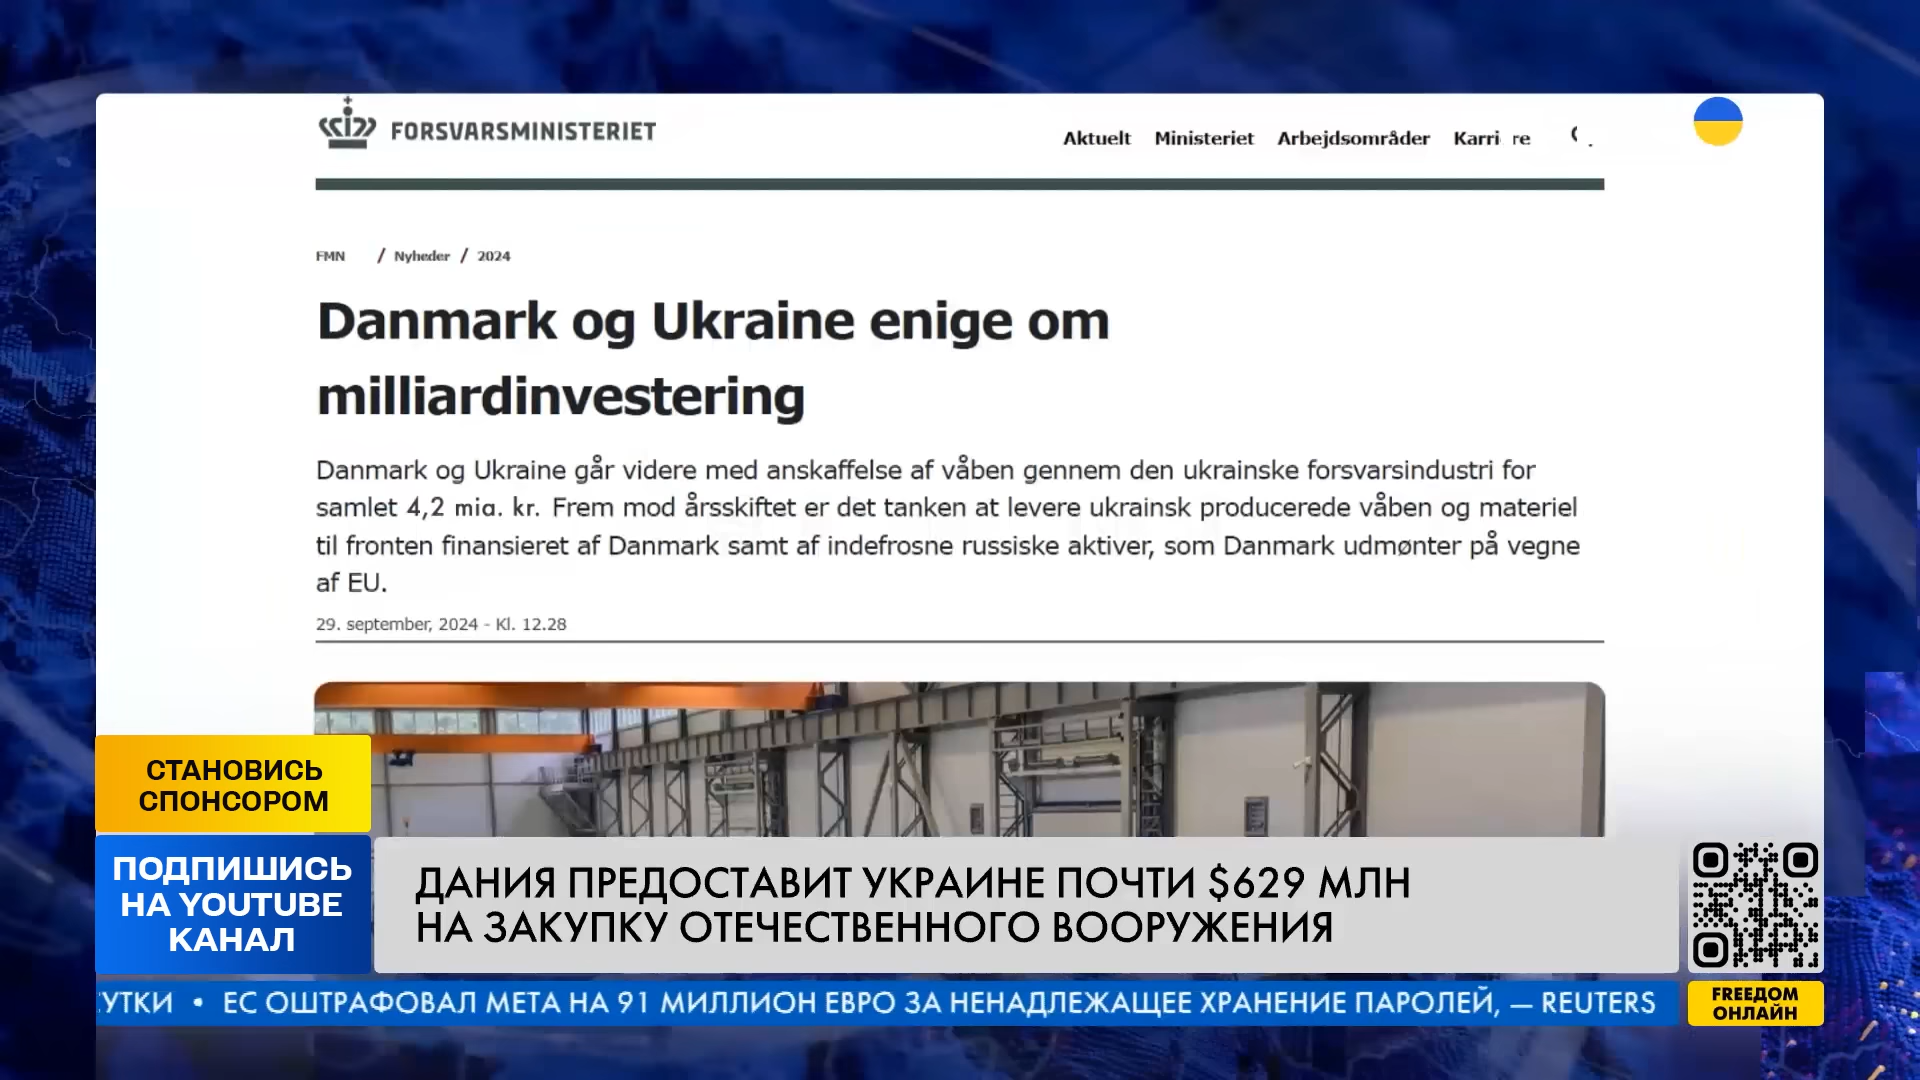 FORSVARSMINISTERIET
Aktuelt Ministeriet Arbejdsområder Karriere
FMN / Nyheder / 2024
Danmark og Ukraine enige om
milliardinvestering
Danmark og Ukraine går videre med anskaffelse af våben gennem den ukrainske forsvarsindustri for
samlet 4,2 mia. kr. Frem mod årsskiftet er det tanken at levere ukrainsk producerede våben og materiel
til fronten finansieret af Danmark samt af indefrosne russiske aktiver, som Danmark udmønter på vegne
af EU.
29. september, 2024 - Kl. 12.28
СТАНОВИСЬ
СПОНСОРОМ
ПОДПИШИСЬ
НА YOUTUBE
КАНАЛ
ДАНИЯ ПРЕДОСТАВИТ УКРАИНЕ ПОЧТИ $629 МЛН
НА ЗАКУПКУ ОТЕЧЕСТВЕННОГО ВООРУЖЕНИЯ
УТКИ • ЕС ОШТРАФОВАЛ МЕТА НА 91 МИЛЛИОН ЕВРО ЗА НЕНАДЛЕЖАЩЕЕ ХРАНЕНИЕ ПАРОЛЕЙ, — REUTERS
FREEДОМ
ОНЛАЙН